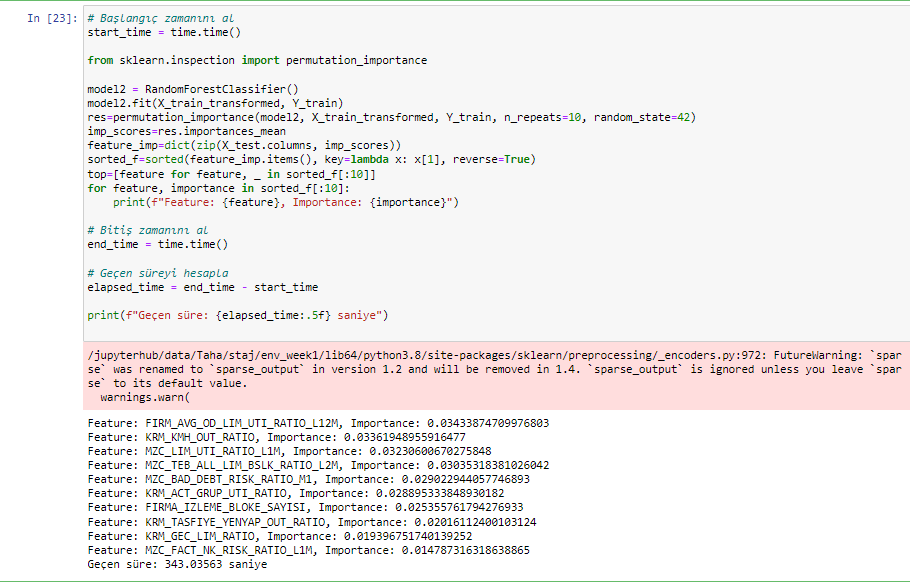 In [23]: # Başlangıç zamanını al
start_time = time.time()
from sklearn.inspection import permutation_importance
model2 = RandomForestClassifier()
model2.fit(X_train_transformed, Y_train)
res=permutation_importance(model2, X_train_transformed, Y_train, n_repeats=10, random_state=42)
imp_scores=res.importances_mean
feature_imp=dict(zip(X_test.columns, imp_scores))
sorted_f=sorted(feature_imp.items(), key=lambda x: x[1], reverse=True)
top=[feature for feature, _ in sorted_f[:10]]
for feature, importance in sorted_f[:10]:
    print(f"Feature: {feature}, Importance: {importance}")
# Bitiş zamanını al
end_time = time.time()
# Geçen süreyi hesapla
elapsed_time = end_time - start_time
print(f"Geçen süre: {elapsed_time:.5f} saniye")
/jupyterhub/data/Taha/staj/env_week1/lib64/python3.8/site-packages/sklearn/preprocessing/_encoders.py:972: FutureWarning: `spar
se` was renamed to `sparse_output` in version 1.2 and will be removed in 1.4. `sparse_output` is ignored unless you leave `spar
se` to its default value.
  warnings.warn(
Feature: FIRM_AVG_OD_LIM_UTI_RATIO_L12M, Importance: 0.03433874709976803
Feature: KRM_KMH_OUT_RATIO, Importance: 0.03361948955916477
Feature: MZC_LIM_UTI_RATIO_L1M, Importance: 0.03230600670275848
Feature: MZC_TEB_ALL_LIM_BSLK_RATIO_L2M, Importance: 0.03035318381026042
Feature: MZC_BAD_DEBT_RISK_RATIO_M1, Importance: 0.029022944057746893
Feature: KRM_ACT_GRUP_UTI_RATIO, Importance: 0.028895333848930182
Feature: FIRMA_IZLEME_BLOKE_SAYISI, Importance: 0.025355761794276933
Feature: KRM_TASFIYE_YENYAP_OUT_RATIO, Importance: 0.02016112400103124
Feature: KRM_GEC_LIM_RATIO, Importance: 0.019396751740139252
Feature: MZC_FACT_NK_RISK_RATIO_L1M, Importance: 0.014787316318638865
Geçen süre: 343.03563 saniye